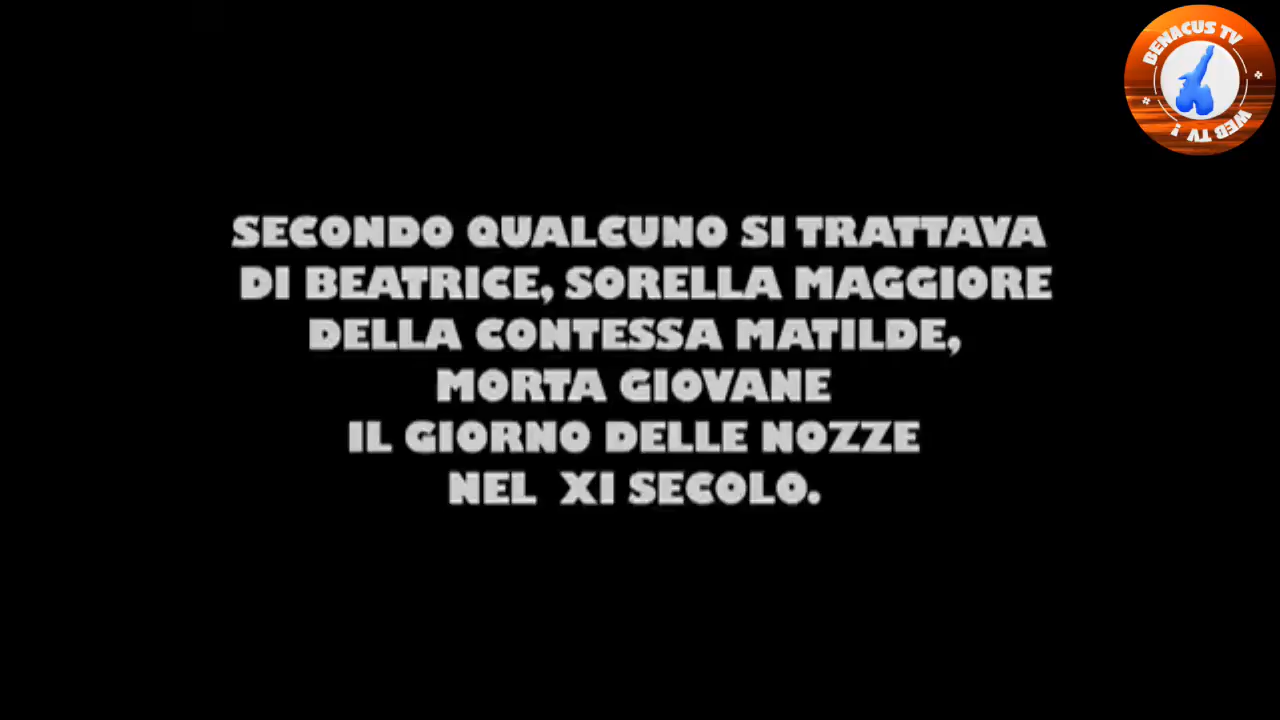 BENACUS TV
WEB TV !
SECONDO QUALCUNO SI TRATTAVA
DI BEATRICE, SORELLA MAGGIORE
DELLA CONTESSA MATILDE,
MORTA GIOVANE
IL GIORNO DELLE NOZZE
NEL XI SECOLO.